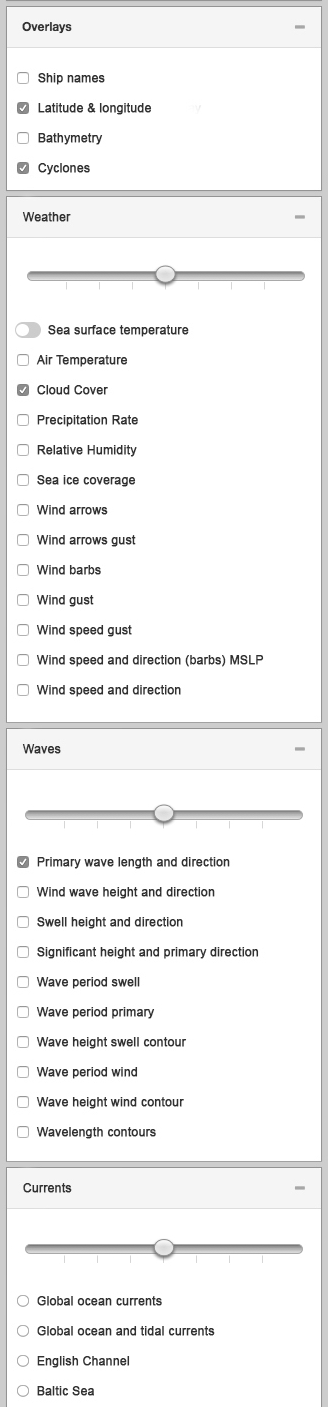 Overlays
Ship names
Latitude & longitude
Bathymetry
Cyclones
Weather
Sea surface temperature
Air Temperature
Cloud Cover
Precipitation Rate
Relative Humidity
Sea ice coverage
Wind arrows
Wind arrows gust
Wind barbs
Wind gust
Wind speed gust
Wind speed and direction (barbs) MSLP
Wind speed and direction
Waves
Primary wave length and direction
Wind wave height and direction
Swell height and direction
Significant height and primary direction
Wave period swell
Wave period primary
Wave height swell contour
Wave period wind
Wave height wind contour
Wavelength contours
Currents
Global ocean currents
Global ocean and tidal currents
English Channel
Baltic Sea